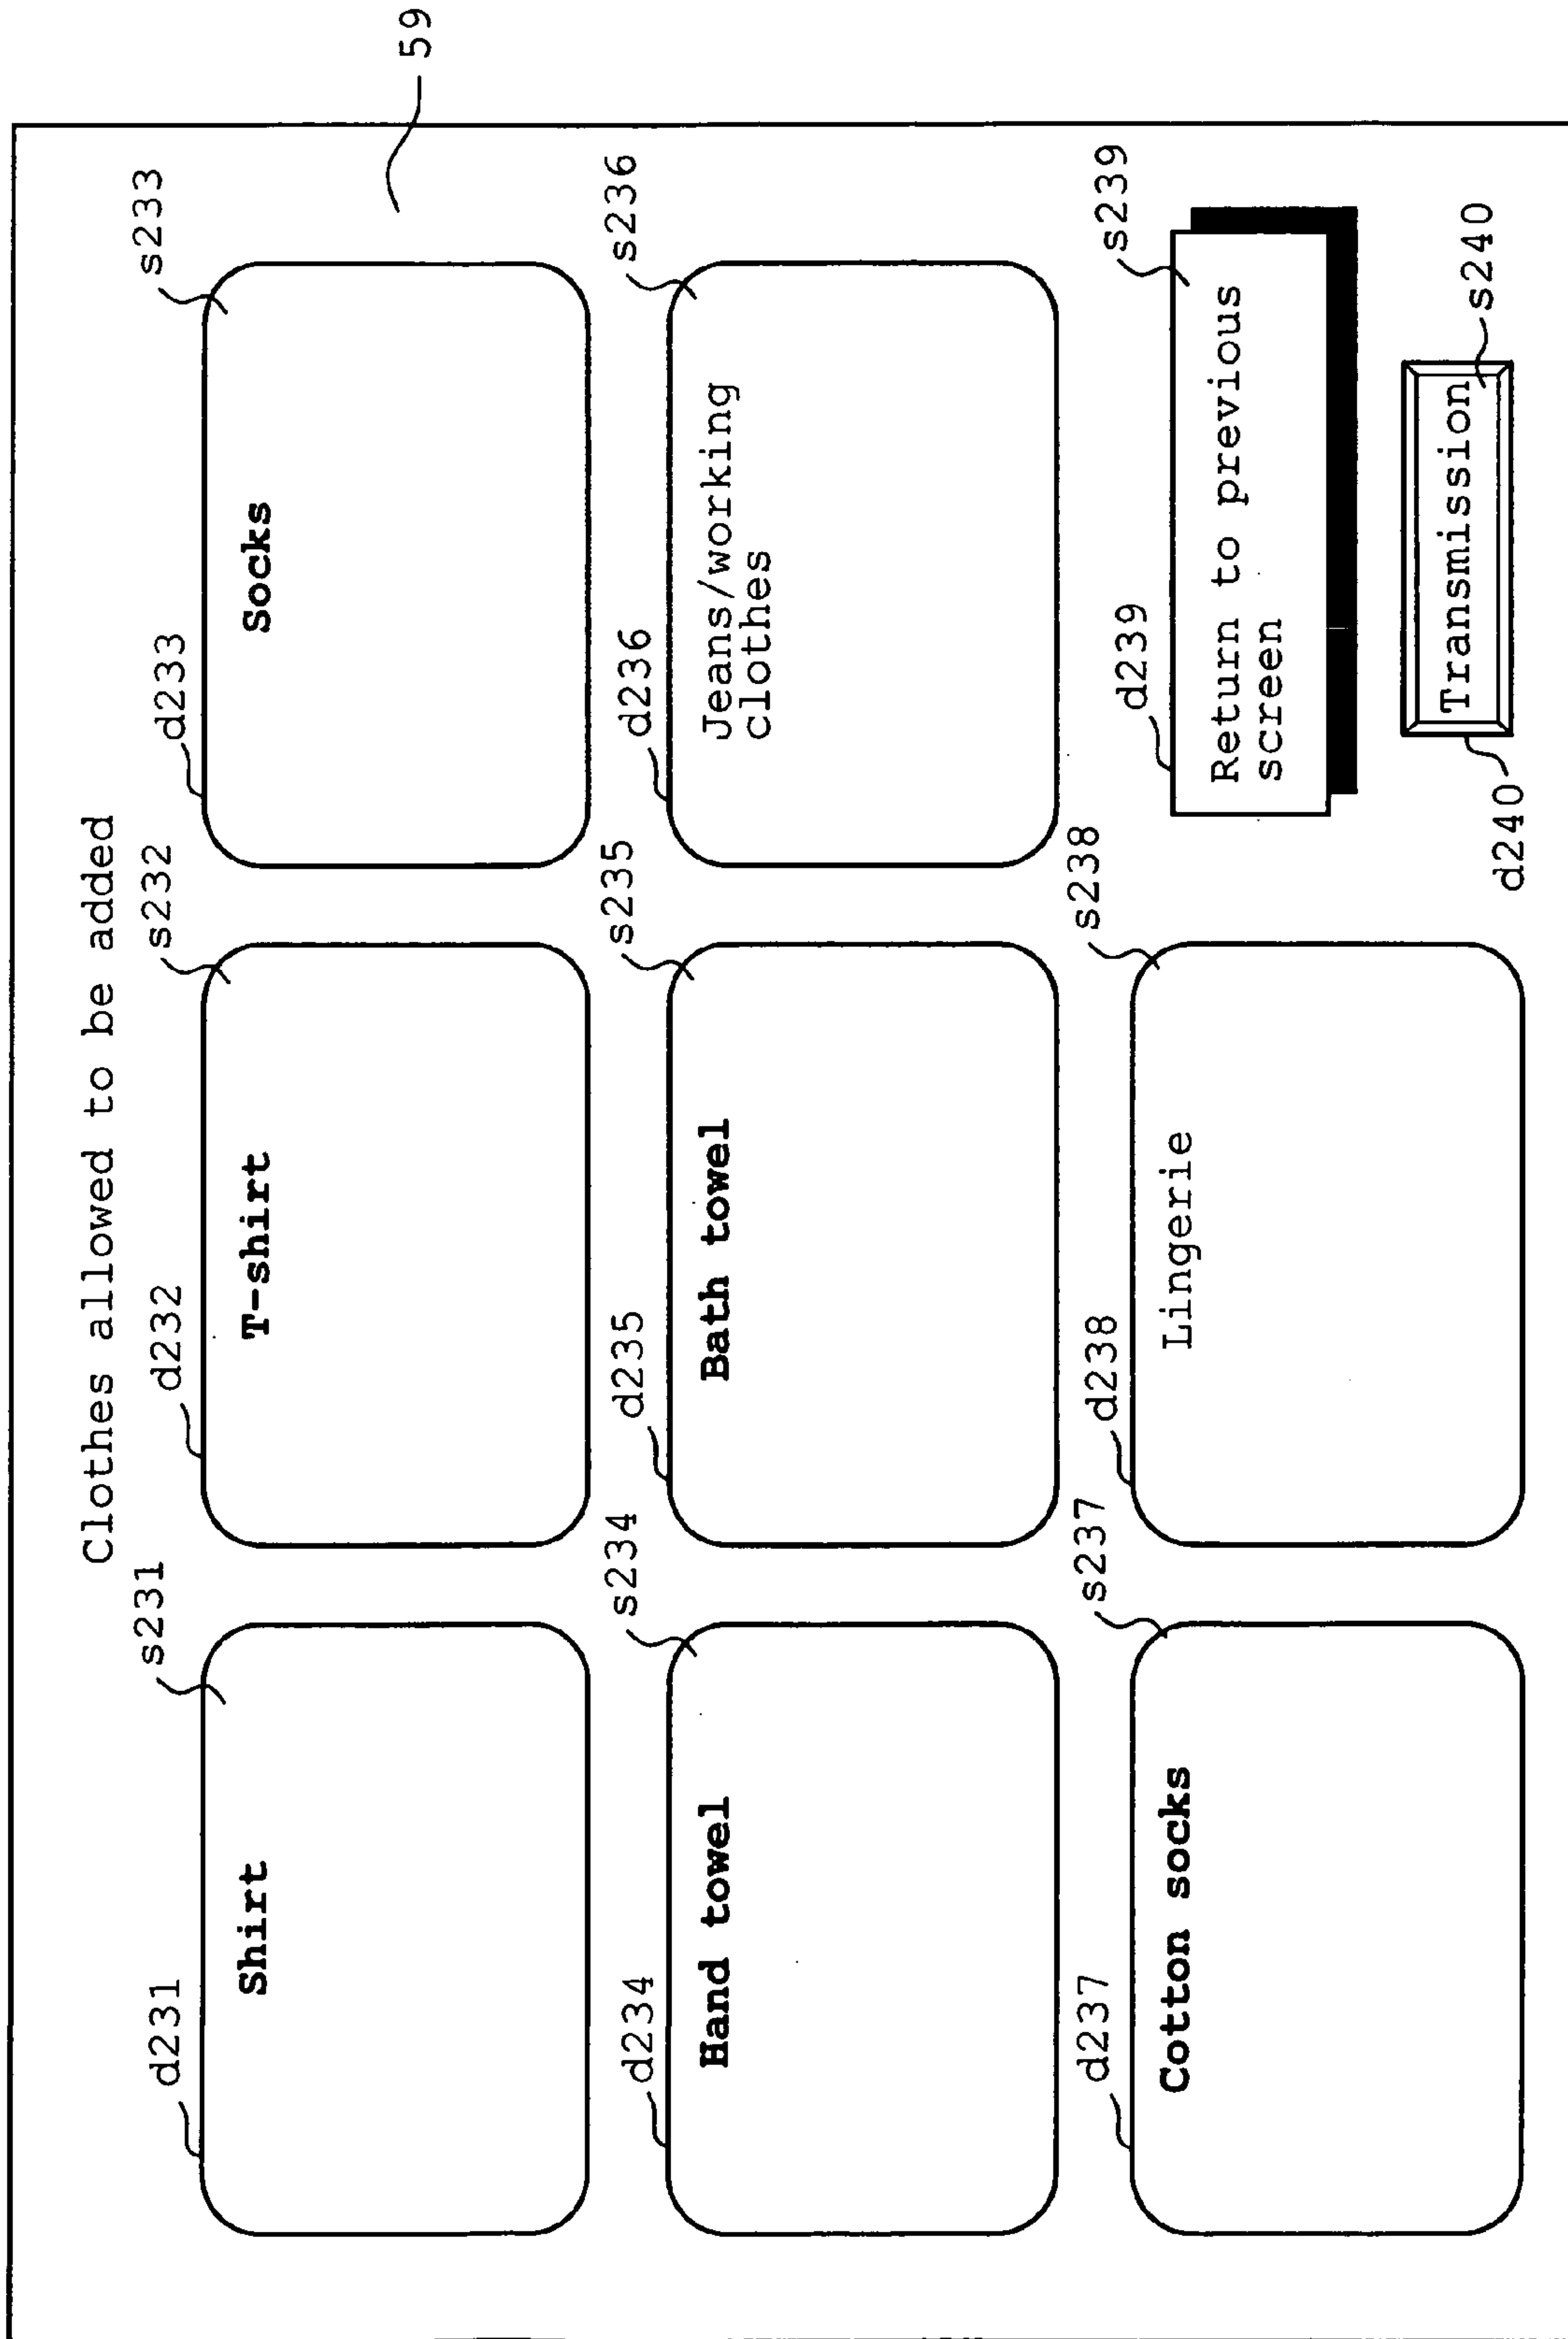 Clothes allowed to be added
d231
s231
d232
s232
d233
s233
59
Shirt
T-shirt
Socks
d234
s234
d235
s235
d236
s236
Hand towel
Bath towel
Jeans/working
clothes
d237
s237
d238
s238
d239
s239
Cotton socks
Lingerie
Return to previous
screen
d240
Transmission
s240